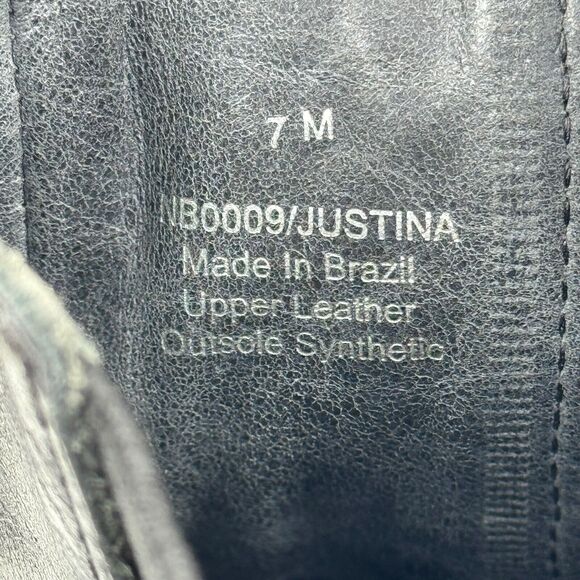 7 M
NB0009/JUSTINA
Made In Brazil
Upper Leather
Outsole Synthetic